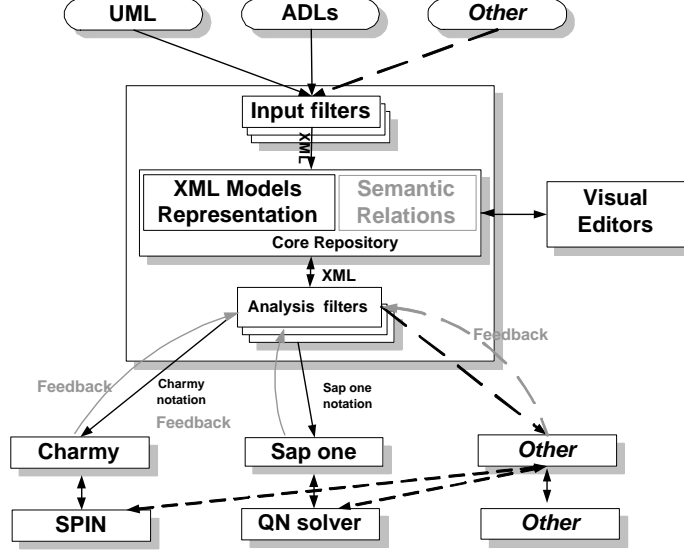 UML
ADLs
Other
Input filters
XML
XML Models
Representation
Semantic
Relations
Core Repository
Visual
Editors
XML
Analysis filters
Feedback
Feedback
Charmy
notation
Sap one
notation
Feedback
Charmy
Sap one
Other
SPIN
QN solver
Other